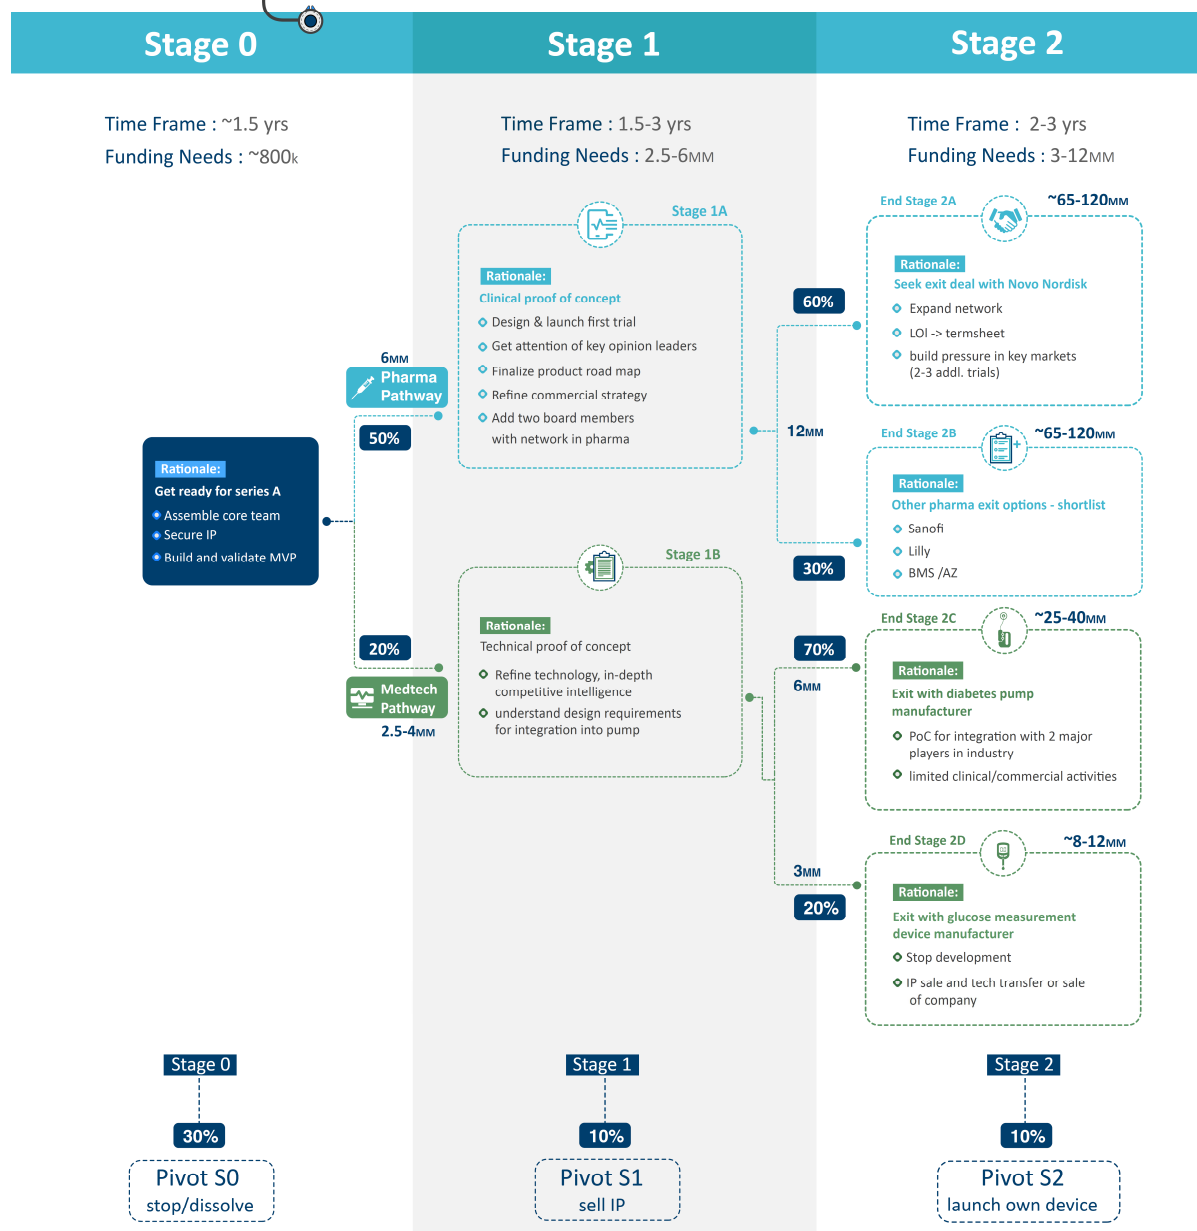 Stage 0
Stage 1
Stage 2
Time Frame : ~1.5 yrs
Funding Needs : ~800k
Time Frame : 1.5-3 yrs
Funding Needs : 2.5-6MM
Time Frame : 2-3 yrs
Funding Needs : 3-12MM
Rationale:
Get ready for series A
Assemble core team
Secure IP
Build and validate MVP
6MM
Pharma
Pathway
50%
20%
Medtech
Pathway
2.5-4MM
Stage 1A
Rationale:
Clinical proof of concept
Design & launch first trial
Get attention of key opinion leaders
Finalize product road map
Refine commercial strategy
Add two board members
with network in pharma
Stage 1B
Rationale:
Technical proof of concept
Refine technology, in-depth
competitive intelligence
understand design requirements
for integration into pump
60%
12MM
30%
70%
6MM
3MM
20%
End Stage 2A
~65-120MM
Rationale:
Seek exit deal with Novo Nordisk
Expand network
LOI -> termsheet
build pressure in key markets
(2-3 addl. trials)
End Stage 2B
~65-120MM
Rationale:
Other pharma exit options - shortlist
Sanofi
Lilly
BMS /AZ
End Stage 2C
~25-40MM
Rationale:
Exit with diabetes pump
manufacturer
PoC for integration with 2 major
players in industry
limited clinical/commercial activities
End Stage 2D
~8-12MM
Rationale:
Exit with glucose measurement
device manufacturer
Stop development
IP sale and tech transfer or sale
of company
Stage 0
30%
Pivot S0
stop/dissolve
Stage 1
10%
Pivot S1
sell IP
Stage 2
10%
Pivot S2
launch own device